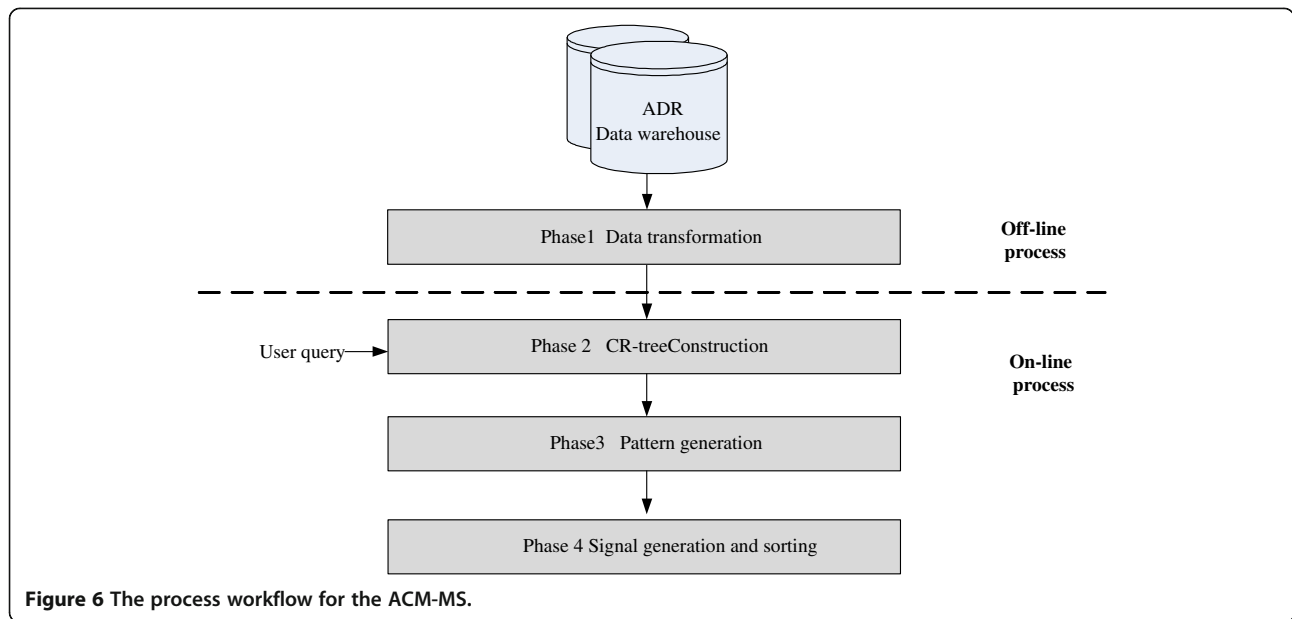 ADR
Data warehouse
Phase1 Data transformation
Off-line
process
User query
Phase 2 CR-treeConstruction
On-line
process
Phase3 Pattern generation
Phase 4 Signal generation and sorting
Figure 6 The process workflow for the ACM-MS.